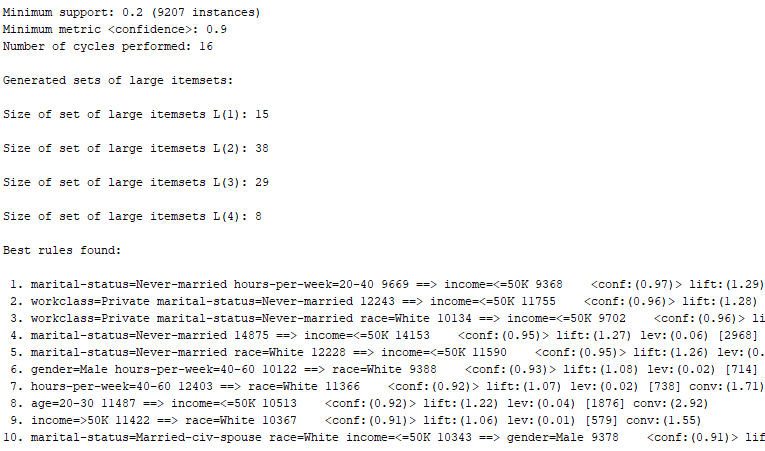 Minimum support: 0.2 (9207 instances)
Minimum metric <confidence>: 0.9
Number of cycles performed: 16
Generated sets of large itemsets:
Size of set of large itemsets L(1): 15
Size of set of large itemsets L(2): 38
Size of set of large itemsets L(3): 29
Size of set of large itemsets L(4): 8
Best rules found:
1. marital-status=Never-married hours-per-week=20-40 9669 ==> income=<=50K 9368 <conf:(0.97)> lift:(1.29)
2. workclass=Private marital-status=Never-married 12243 ==> income=<=50K 11755 <conf:(0.96)> lift:(1.28)
3. workclass=Private marital-status=Never-married race=White 10134 ==> income=<=50K 9702 <conf:(0.96)> li
4. marital-status=Never-married 14875 ==> income=<=50K 14153 <conf:(0.95)> lift:(1.27) lev:(0.06) [2968]
5. marital-status=Never-married race=White 12228 ==> income=<=50K 11590 <conf:(0.95)> lift:(1.26) lev:(0.
6. gender=Male hours-per-week=40-60 10122 ==> race=White 9388 <conf:(0.93)> lift:(1.08) lev:(0.02) [714]
7. hours-per-week=40-60 12403 ==> race=White 11366 <conf:(0.92)> lift:(1.07) lev:(0.02) [738] conv:(1.71)
8. age=20-30 11487 ==> income=<=50K 10513 <conf:(0.92)> lift:(1.22) lev:(0.04) [1876] conv:(2.92)
9. income=>50K 11422 ==> race=White 10367 <conf:(0.91)> lift:(1.06) lev:(0.01) [579] conv:(1.55)
10. marital-status=Married-civ-spouse race=White income=<=50K 10343 ==> gender=Male 9378 <conf:(0.91)> lif